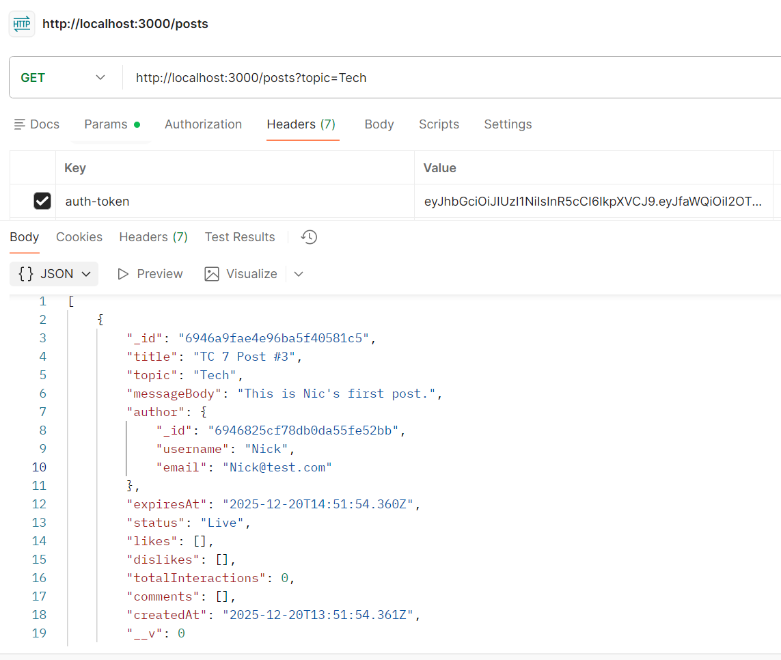 HTTP http://localhost:3000/posts
GET http://localhost:3000/posts?topic=Tech
Docs Params Authorization Headers (7) Body Scripts Settings
Key Value
auth-token eyJhbGciOiJIUzI1NiIsInR5cCI6IkpXVCJ9.eyJfaWQiOiI2OT...
Body Cookies Headers (7) Test Results
{} JSON Preview Visualize
1 [
2 {
3 "_id": "6946a9fae4e96ba5f40581c5",
4 "title": "TC 7 Post #3",
5 "topic": "Tech",
6 "messageBody": "This is Nic's first post.",
7 "author": {
8 "_id": "6946825cf78db0da55fe52bb",
9 "username": "Nick",
10 "email": "Nick@test.com"
11 },
12 "expiresAt": "2025-12-20T14:51:54.360Z",
13 "status": "Live",
14 "likes": [],
15 "dislikes": [],
16 "totalInteractions": 0,
17 "comments": [],
18 "createdAt": "2025-12-20T13:51:54.361Z",
19 "__v": 0